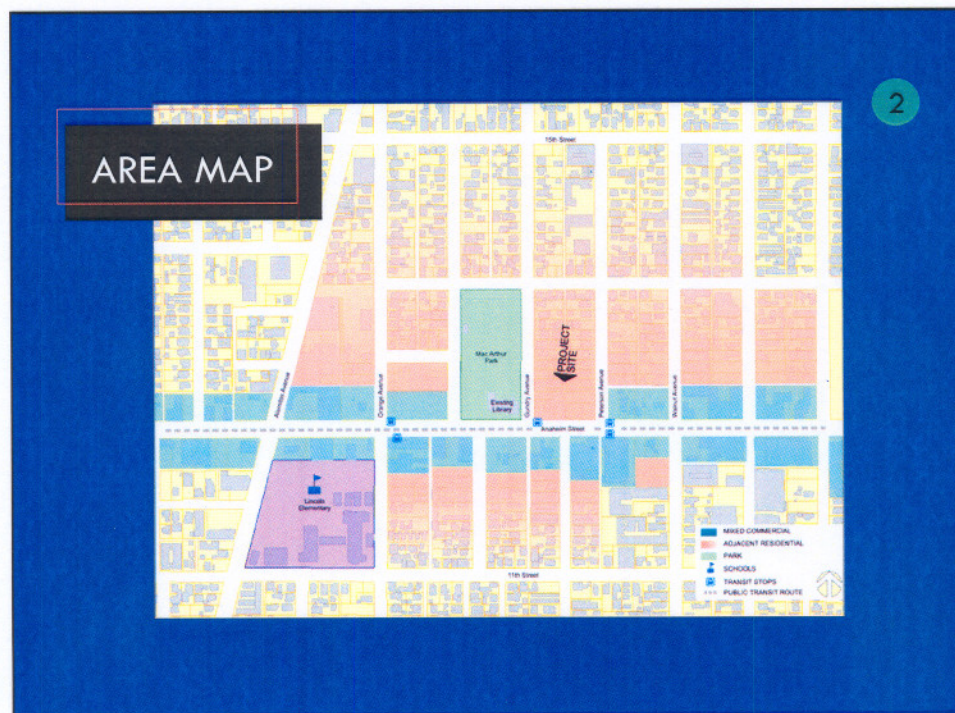 2
AREA MAP
15th Street
Mac Arthur
Park
PROJECT
SITE
Existing
Library
Alamitos Avenue
Orange Avenue
Gundry Avenue
Peterson Avenue
Walnut Avenue
Anaheim Street
Lincoln
Elementary
11th Street
MIXED COMMERCIAL
ADJACENT RESIDENTIAL
PARK
SCHOOLS
TRANSIT STOPS
PUBLIC TRANSIT ROUTE